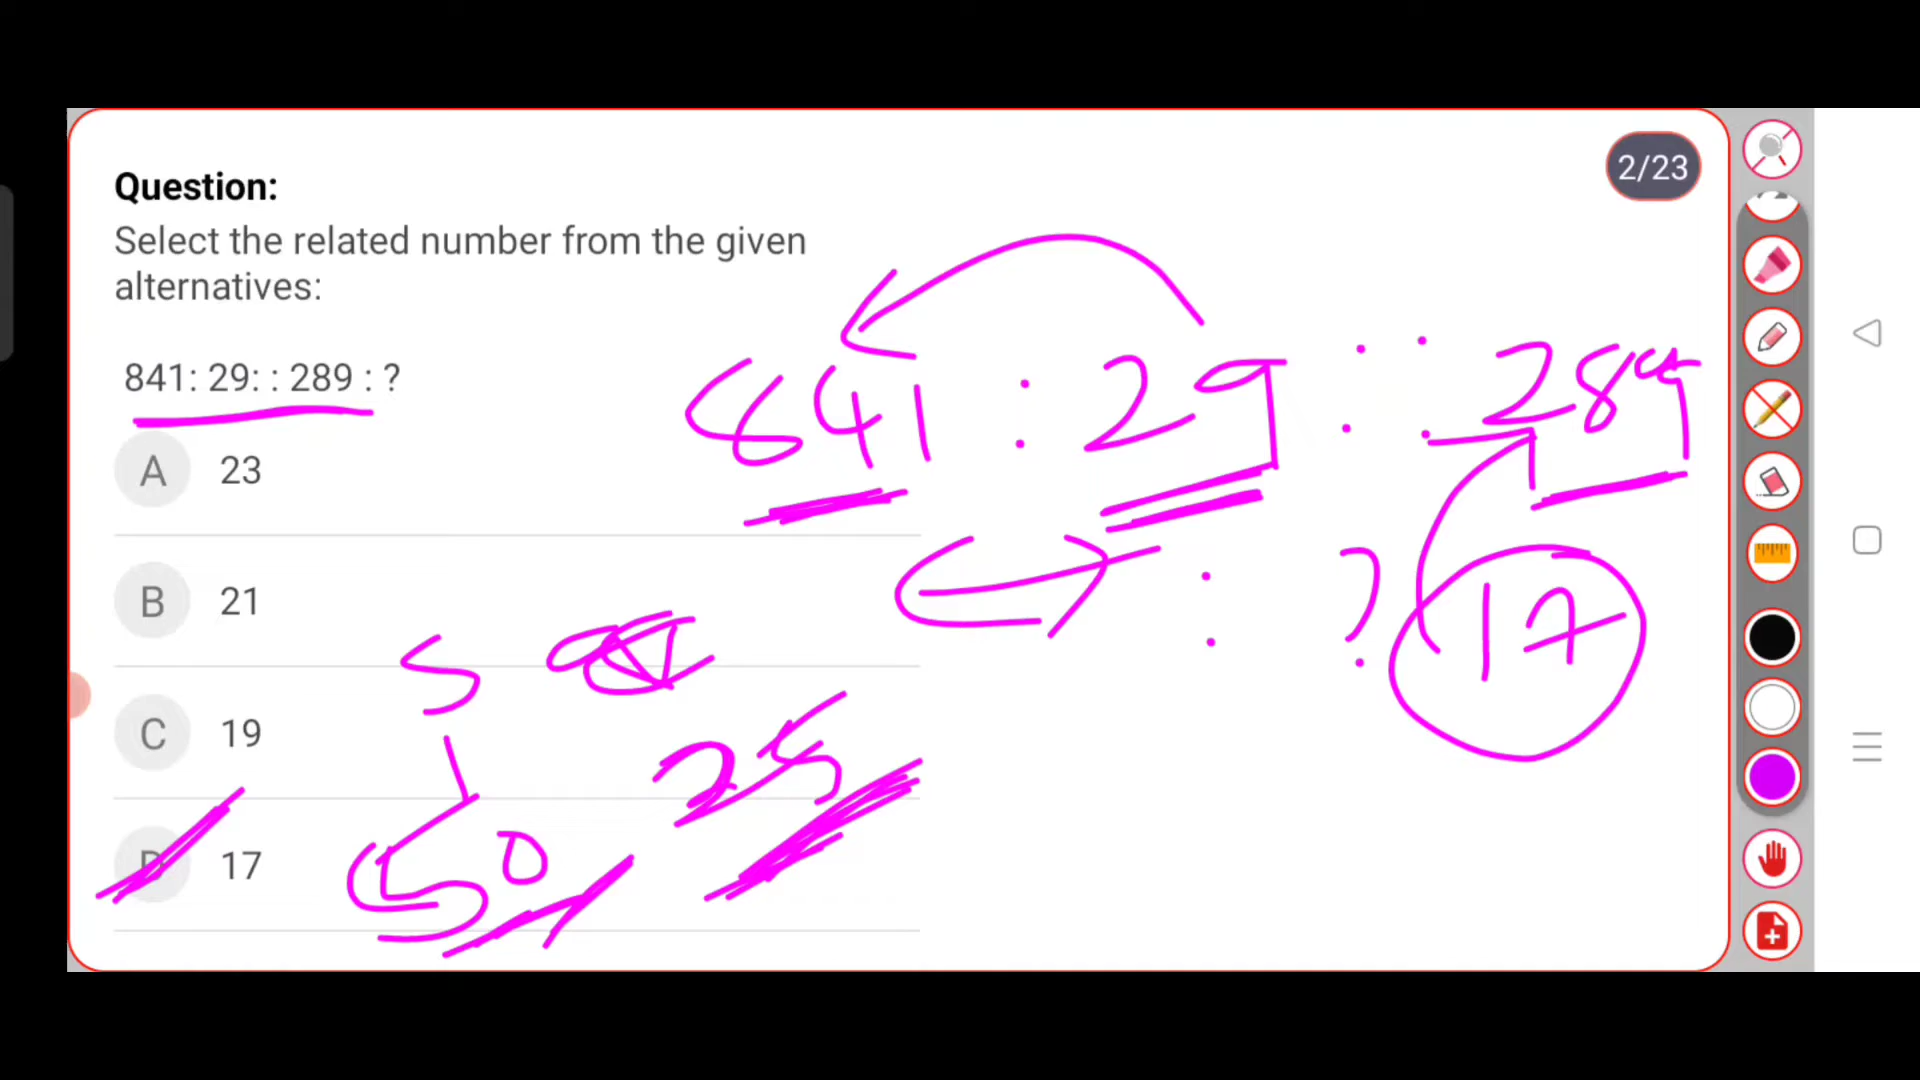 2/23
Question:
Select the related number from the given
alternatives:
841: 29: : 289 : ?
841 : 29 : : 289
: ? 17
A 23
B 21
C 19
D 17
5
50
25